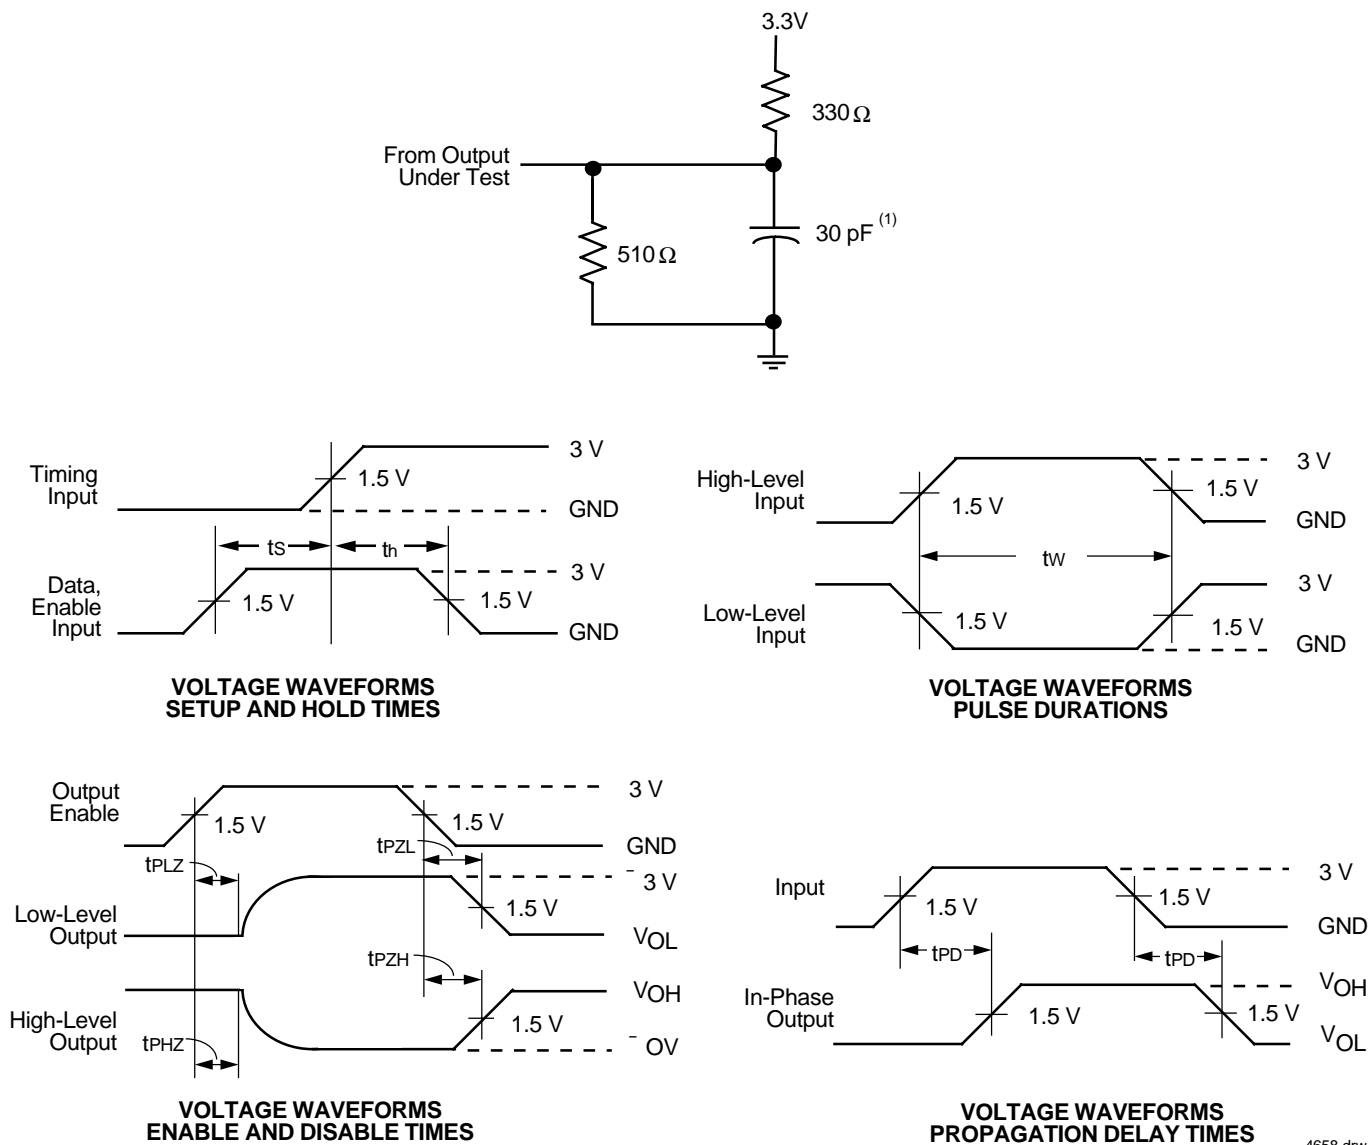 3.3V
330Ω
From Output
Under Test
30 pF (1)
510Ω
3 V
Timing
Input
1.5 V
GND
tS
th
3 V
Data,
Enable
Input
1.5 V
1.5 V
GND
VOLTAGE WAVEFORMS
SETUP AND HOLD TIMES
High-Level
Input
3 V
1.5 V
1.5 V
GND
tW
3 V
Low-Level
Input
1.5 V
1.5 V
GND
VOLTAGE WAVEFORMS
PULSE DURATIONS
Output
Enable
3 V
1.5 V
1.5 V
GND
tPLZ
tPZL
3 V
Low-Level
Output
1.5 V
VOL
tPZH
VOH
High-Level
Output
1.5 V
tPHZ
OV
VOLTAGE WAVEFORMS
ENABLE AND DISABLE TIMES
3 V
Input
1.5 V
1.5 V
GND
tPD
tPD
VOH
In-Phase
Output
1.5 V
1.5 V
VOL
VOLTAGE WAVEFORMS
PROPAGATION DELAY TIMES